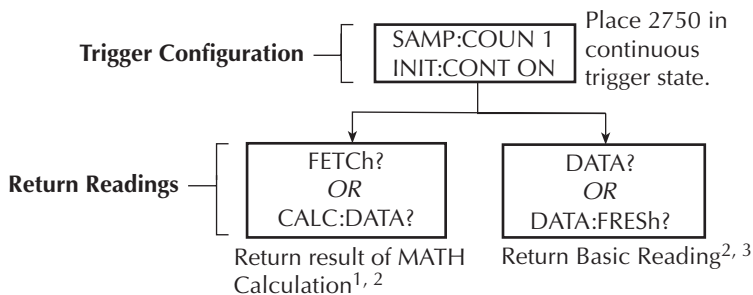 Trigger Configuration
SAMP:COUN 1
INIT:CONT ON
Place 2750 in
continuous
trigger state.
Return Readings
FETCh?
OR
CALC:DATA?
DATA?
OR
DATA:FRESh?
Return result of MATH
Calculation1, 2
Return Basic Reading2, 3